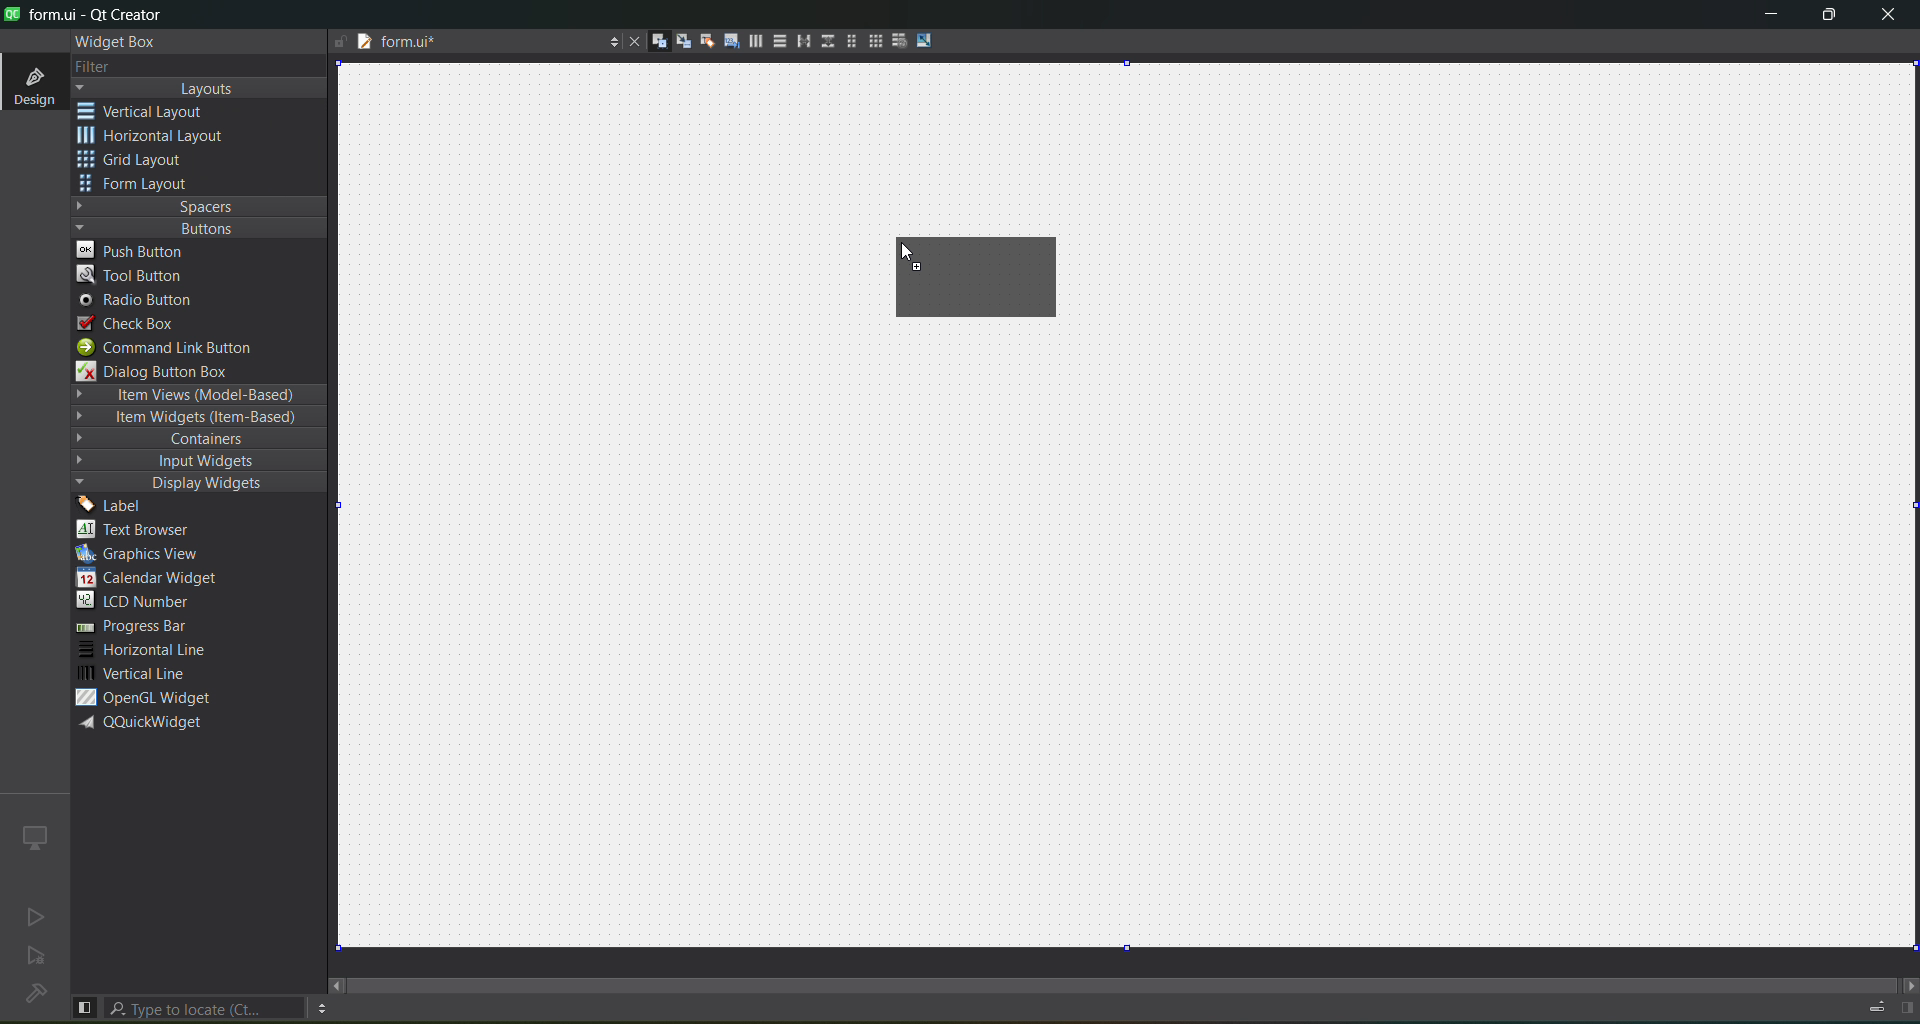 form.ui - Qt Creator
Widget Box
form.ui*
Filter
Design
Layouts
Vertical Layout
Horizontal Layout
Grid Layout
Form Layout
Spacers
Buttons
Push Button
Tool Button
Radio Button
Check Box
Command Link Button
Dialog Button Box
Item Views (Model-Based)
Item Widgets (Item-Based)
Containers
Input Widgets
Display Widgets
Label
Text Browser
Graphics View
Calendar Widget
LCD Number
Progress Bar
Horizontal Line
Vertical Line
OpenGL Widget
QQuickWidget
Type to locate (Ct...